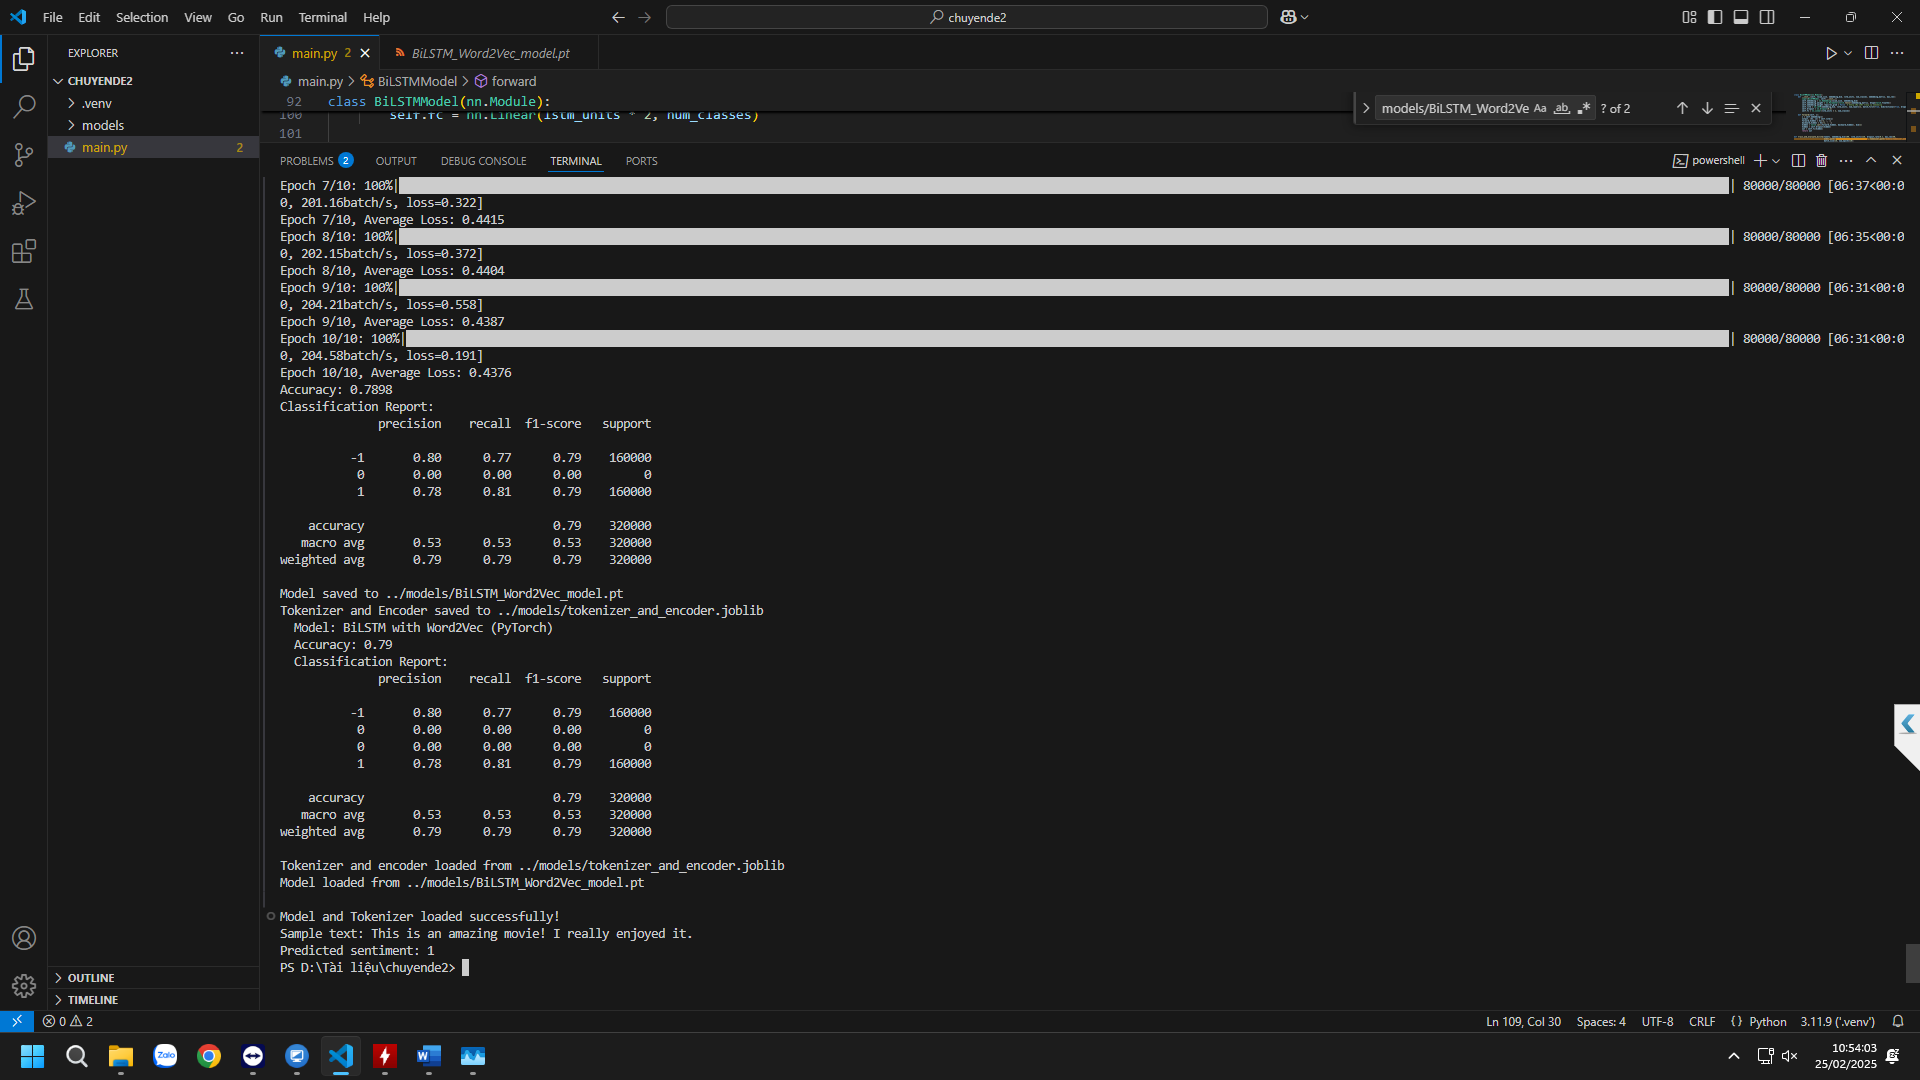 File Edit Selection View Go Run Terminal Help
chuyende2
EXPLORER
main.py 2
BiLSTM_Word2Vec_model.pt
CHUYENDE2
main.py > BiLSTMModel > forward
.venv
92 class BiLSTMModel(nn.Module):
models/BiLSTM_Word2Ve Aa ab ? of 2
models
100 self.fc = nn.Linear(lstm_units * 2, num_classes)
101
main.py 2
PROBLEMS 2 OUTPUT DEBUG CONSOLE TERMINAL PORTS
powershell
Epoch 7/10: 100%| | 80000/80000 [06:37<00:0
0, 201.16batch/s, loss=0.322]
Epoch 7/10, Average Loss: 0.4415
Epoch 8/10: 100%| | 80000/80000 [06:35<00:0
0, 202.15batch/s, loss=0.372]
Epoch 8/10, Average Loss: 0.4404
Epoch 9/10: 100%| | 80000/80000 [06:31<00:0
0, 204.21batch/s, loss=0.558]
Epoch 9/10, Average Loss: 0.4387
Epoch 10/10: 100%| | 80000/80000 [06:31<00:0
0, 204.58batch/s, loss=0.191]
Epoch 10/10, Average Loss: 0.4376
Accuracy: 0.7898
Classification Report:
precision recall f1-score support
-1 0.80 0.77 0.79 160000
0 0.00 0.00 0.00 0
1 0.78 0.81 0.79 160000
accuracy 0.79 320000
macro avg 0.53 0.53 0.53 320000
weighted avg 0.79 0.79 0.79 320000
Model saved to ../models/BiLSTM_Word2Vec_model.pt
Tokenizer and Encoder saved to ../models/tokenizer_and_encoder.joblib
Model: BiLSTM with Word2Vec (PyTorch)
Accuracy: 0.79
Classification Report:
precision recall f1-score support
-1 0.80 0.77 0.79 160000
0 0.00 0.00 0.00 0
0 0.00 0.00 0.00 0
1 0.78 0.81 0.79 160000
accuracy 0.79 320000
macro avg 0.53 0.53 0.53 320000
weighted avg 0.79 0.79 0.79 320000
Tokenizer and encoder loaded from ../models/tokenizer_and_encoder.joblib
Model loaded from ../models/BiLSTM_Word2Vec_model.pt
Model and Tokenizer loaded successfully!
Sample text: This is an amazing movie! I really enjoyed it.
Predicted sentiment: 1
PS D:\Tài liệu\chuyende2>
OUTLINE
TIMELINE
0 2
Ln 109, Col 30 Spaces: 4 UTF-8 CRLF {} Python 3.11.9 ('.venv')
Zalo
W
10:54:03
25/02/2025